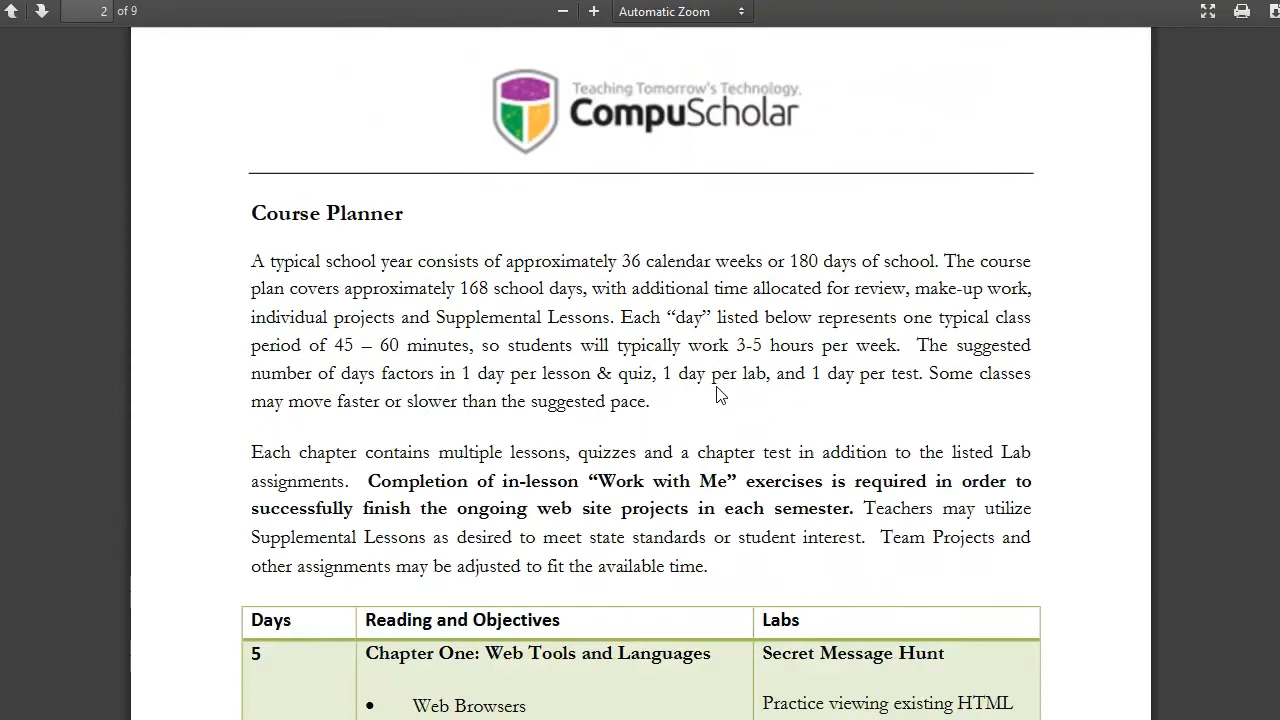 2 of 9 Automatic Zoom
Teaching Tomorrow's Technology.
CompuScholar
Course Planner
A typical school year consists of approximately 36 calendar weeks or 180 days of school. The course
plan covers approximately 168 school days, with additional time allocated for review, make-up work,
individual projects and Supplemental Lessons. Each “day” listed below represents one typical class
period of 45 – 60 minutes, so students will typically work 3-5 hours per week. The suggested
number of days factors in 1 day per lesson & quiz, 1 day per lab, and 1 day per test. Some classes
may move faster or slower than the suggested pace.
Each chapter contains multiple lessons, quizzes and a chapter test in addition to the listed Lab
assignments. Completion of in-lesson “Work with Me” exercises is required in order to
successfully finish the ongoing web site projects in each semester. Teachers may utilize
Supplemental Lessons as desired to meet state standards or student interest. Team Projects and
other assignments may be adjusted to fit the available time.
Days Reading and Objectives Labs
5 Chapter One: Web Tools and Languages Secret Message Hunt
• Web Browsers Practice viewing existing HTML